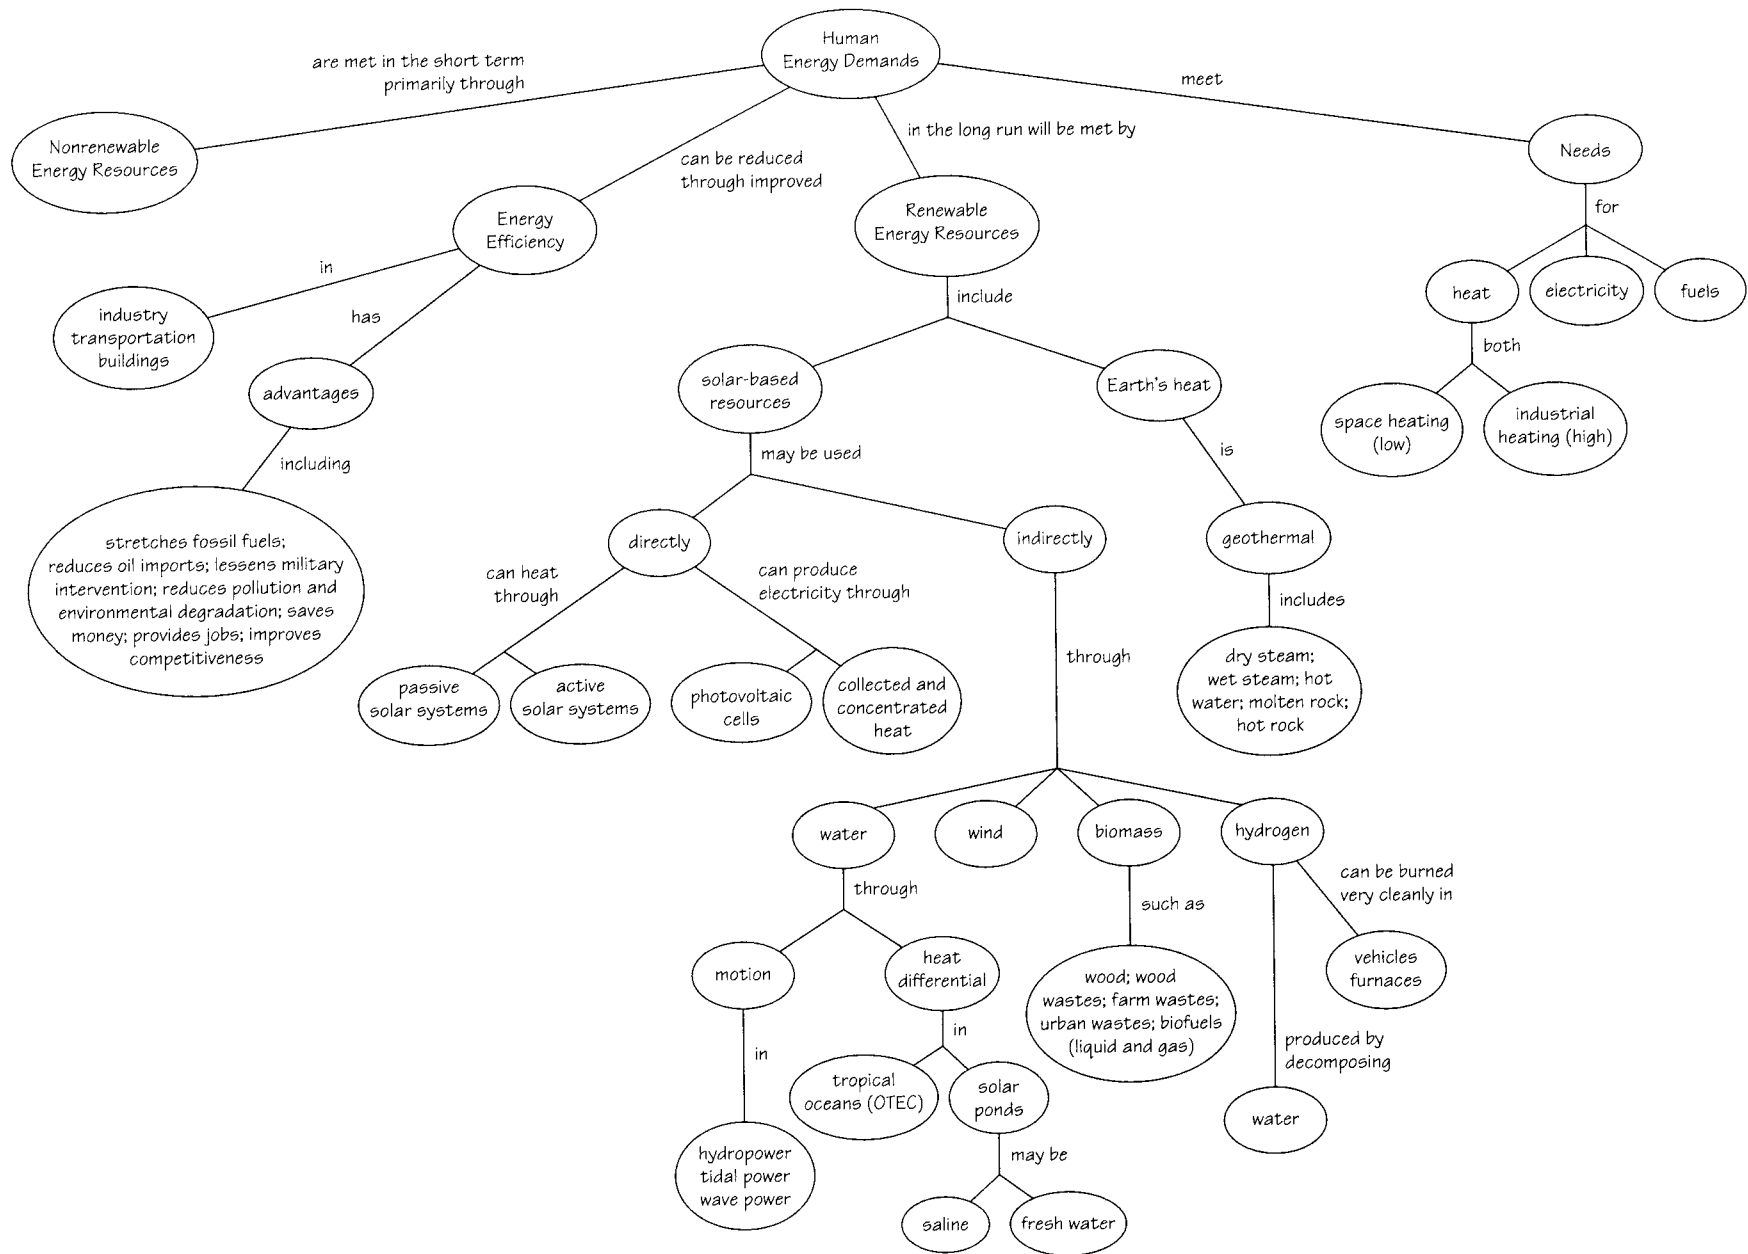 Human
Energy Demands
are met in the short term
primarily through
meet
in the long run will be met by
can be reduced
through improved
Nonrenewable
Energy Resources
Needs
for
Energy
Efficiency
Renewable
Energy Resources
in
include
heat
electricity
fuels
industry
transportation
buildings
has
both
advantages
solar-based
resources
Earth's heat
space heating
(low)
industrial
heating (high)
including
may be used
is
stretches fossil fuels;
reduces oil imports; lessens military
intervention; reduces pollution and
environmental degradation; saves
money; provides jobs; improves
competitiveness
directly
indirectly
geothermal
can heat
through
can produce
electricity through
includes
through
passive
solar systems
active
solar systems
photovoltaic
cells
collected and
concentrated
heat
dry steam;
wet steam; hot
water; molten rock;
hot rock
water
wind
biomass
hydrogen
through
such as
can be burned
very cleanly in
motion
heat
differential
wood; wood
wastes; farm wastes;
urban wastes; biofuels
(liquid and gas)
vehicles
furnaces
in
in
produced by
decomposing
tropical
oceans (OTEC)
solar
ponds
water
hydropower
tidal power
wave power
may be
saline
fresh water